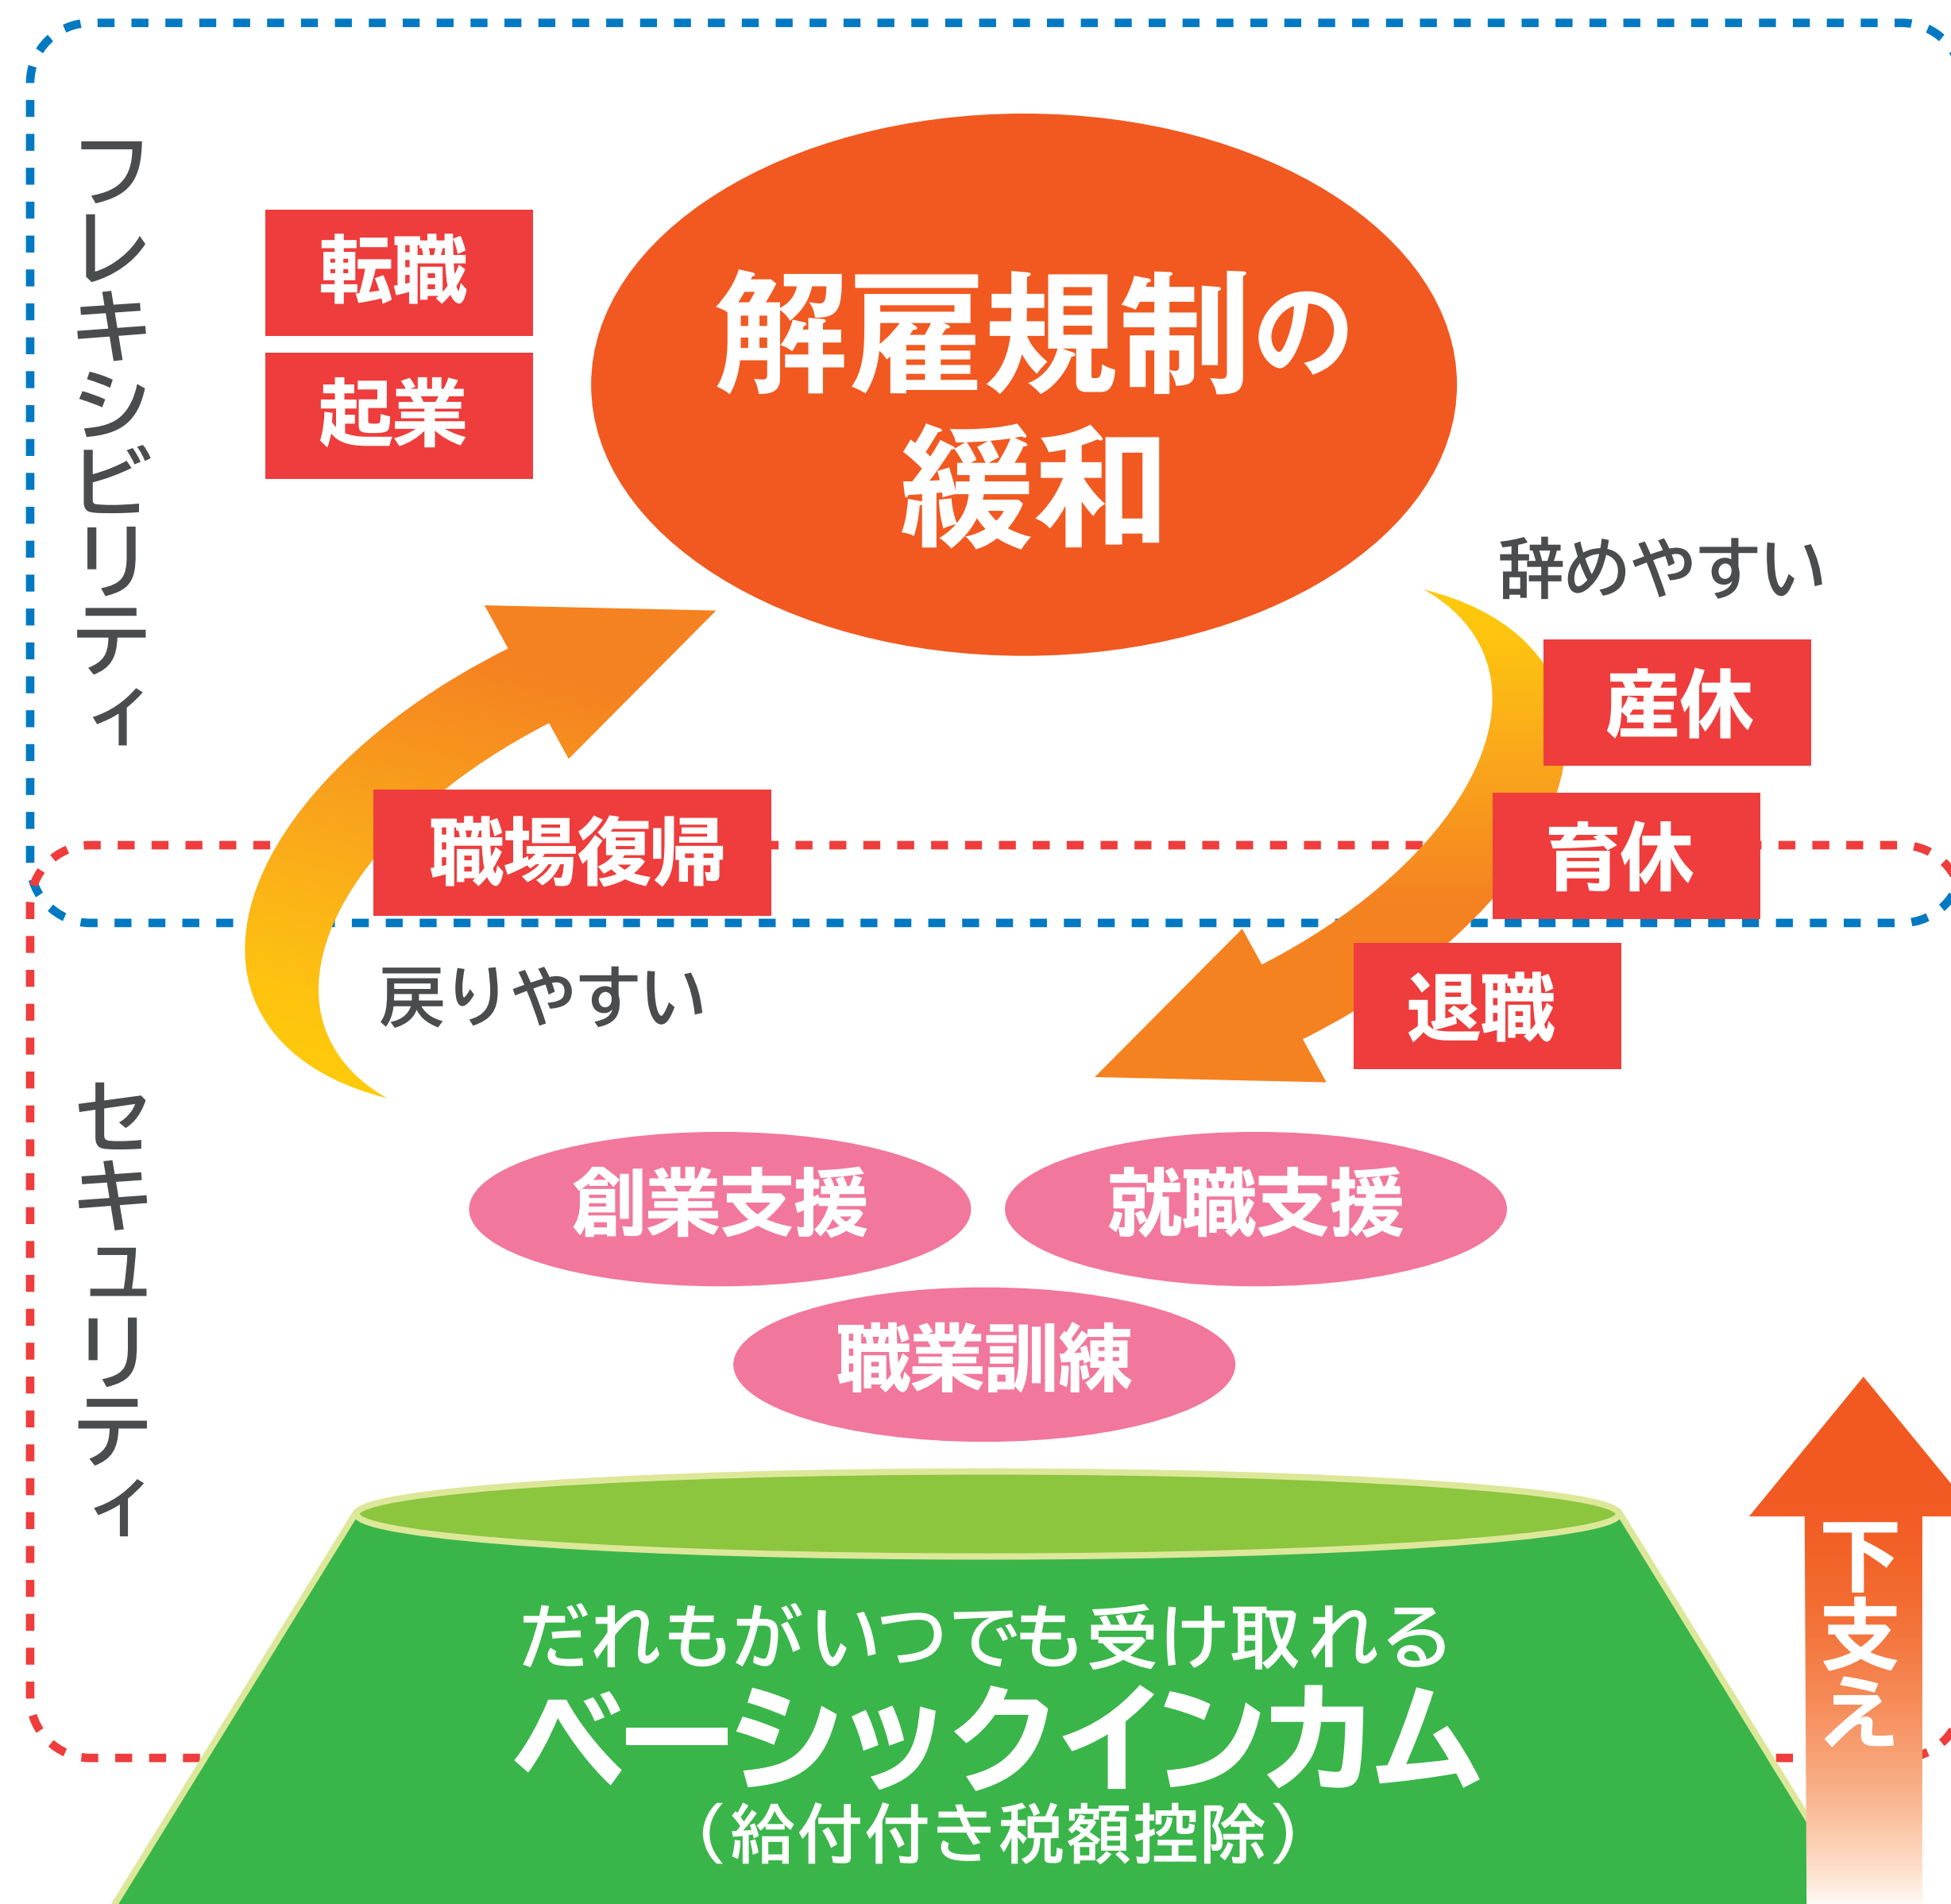 フレキシビリティ
転職
起業
解雇規制の
緩和
辞めやすい
産休
育休
退職
職場復帰
戻りやすい
セキュリティ
創業支援
就職支援
職業訓練
だれもがいつでも受け取れる
ベーシックインカム
(給付付き税額控除)
下支え